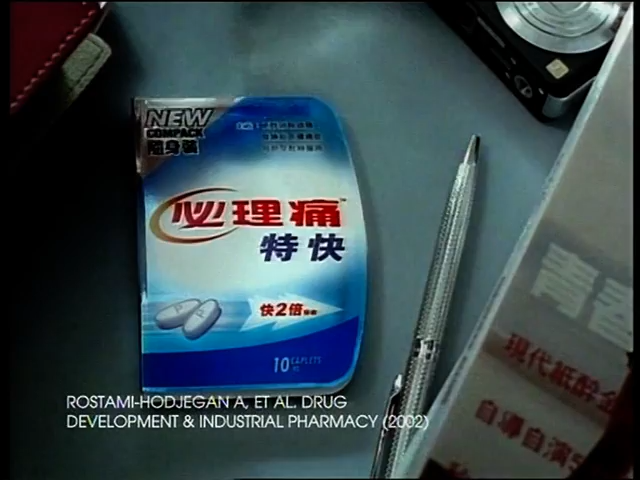 NEW
COMPACK
隨身裝
必理痛
特快
快2倍
10 CAPLETS
青春
現代紙醉金
自導自演
ROSTAMI-HODJEGAN A, ET AL. DRUG
DEVELOPMENT & INDUSTRIAL PHARMACY (2002)